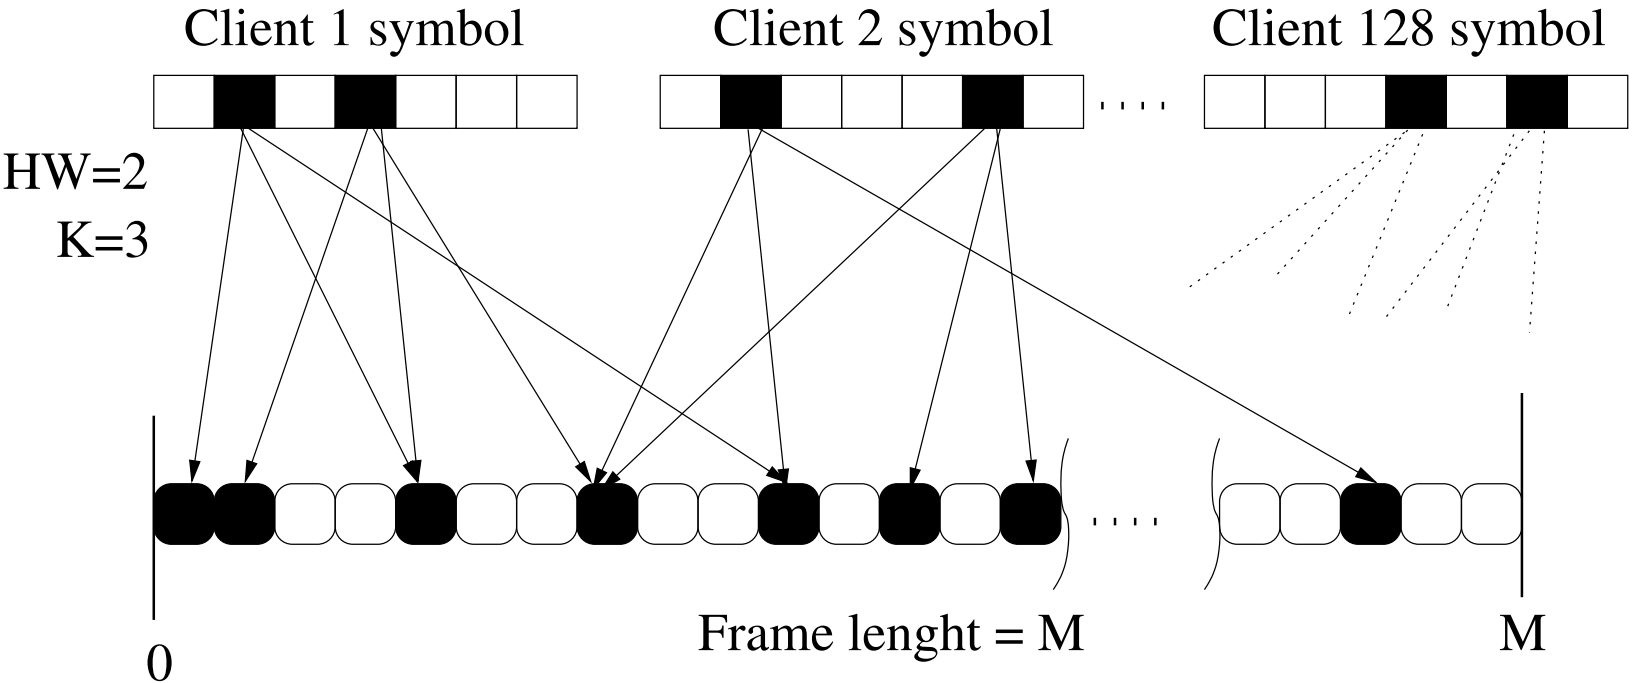 Client 1 symbol
Client 2 symbol
Client 128 symbol
HW=2
K=3
Frame lenght = M
M
0